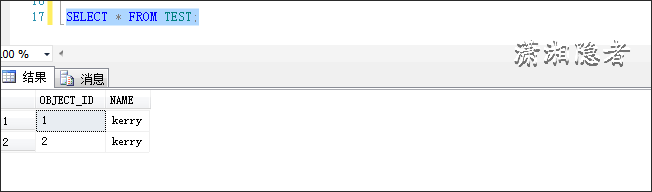 16
17 SELECT * FROM TEST;
潇湘隐者
100 %
结果 消息
OBJECT_ID NAME
1 1 kerry
2 2 kerry